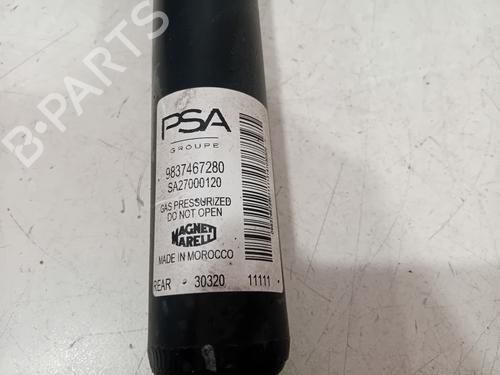 B-PARTS
PSA
GROUPE
9837467280
SA27000120
GAS PRESSURIZED
DO NOT OPEN
MAGNETI
MARELLI
MADE IN MOROCCO
REAR 30320 11111